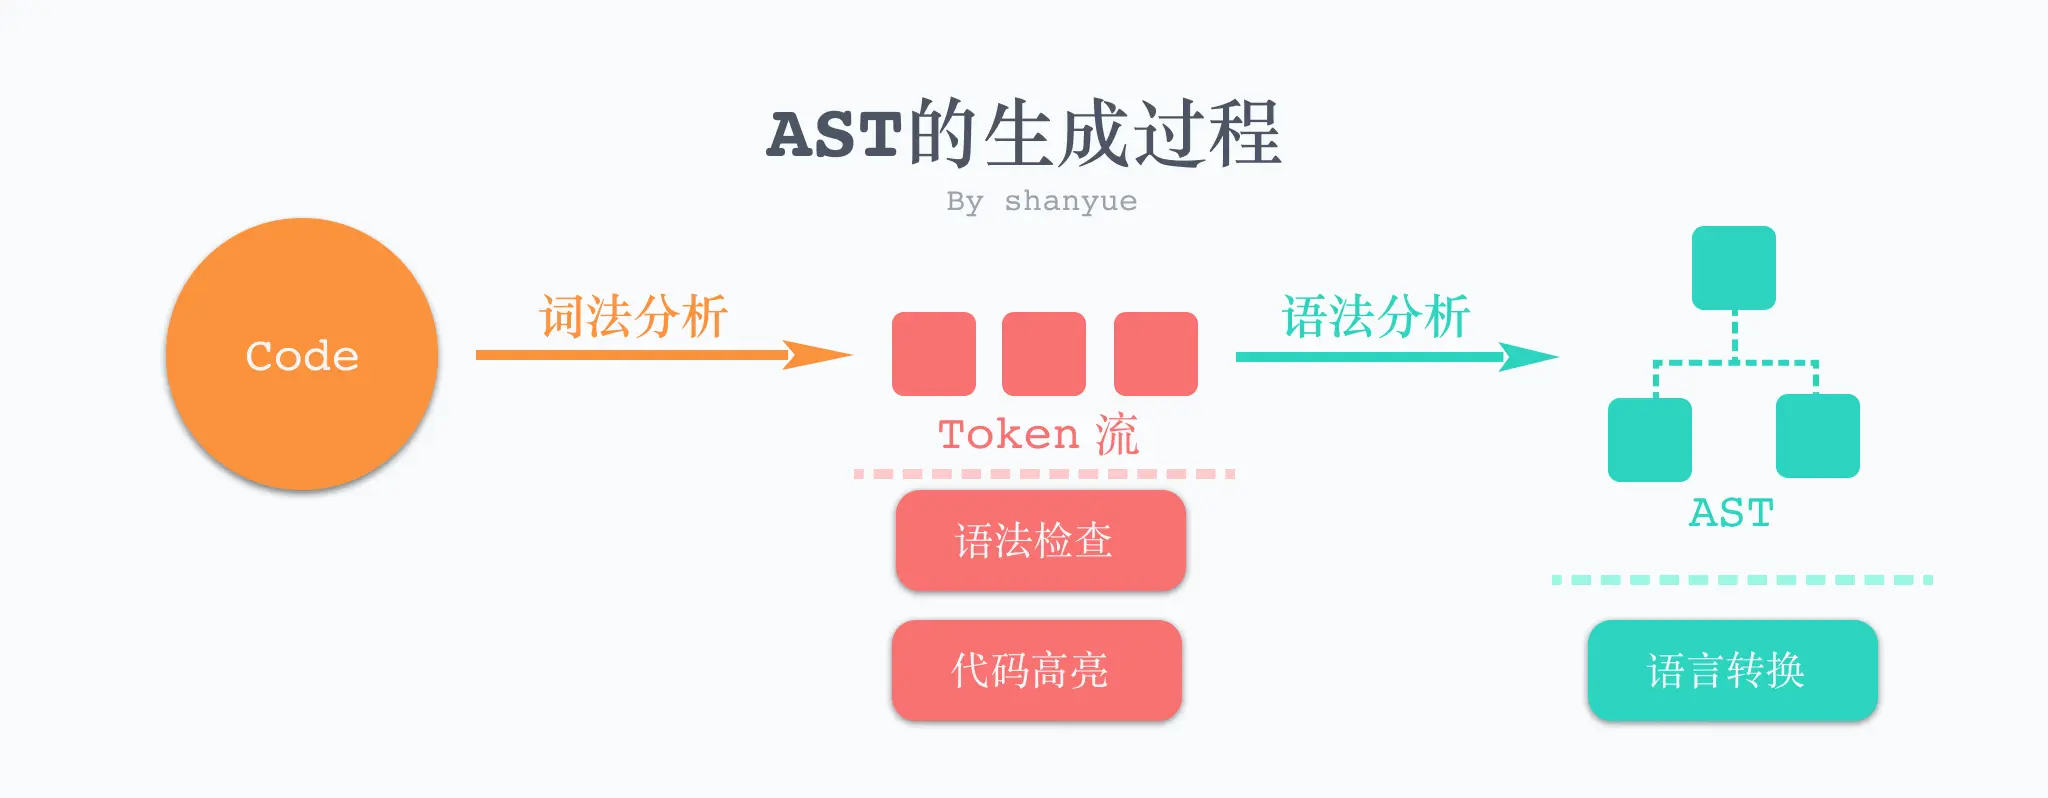 AST的生成过程
By shanyue
Code
词法分析
Token 流
语法检查
代码高亮
语法分析
AST
语言转换